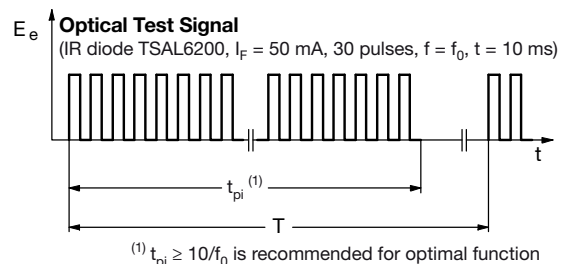 E e Optical Test Signal
(IR diode TSAL6200, I F = 50 mA, 30 pulses, f = f 0, t = 10 ms)
t
t pi (1)
T
(1) t pi ≥ 10/f 0 is recommended for optimal function